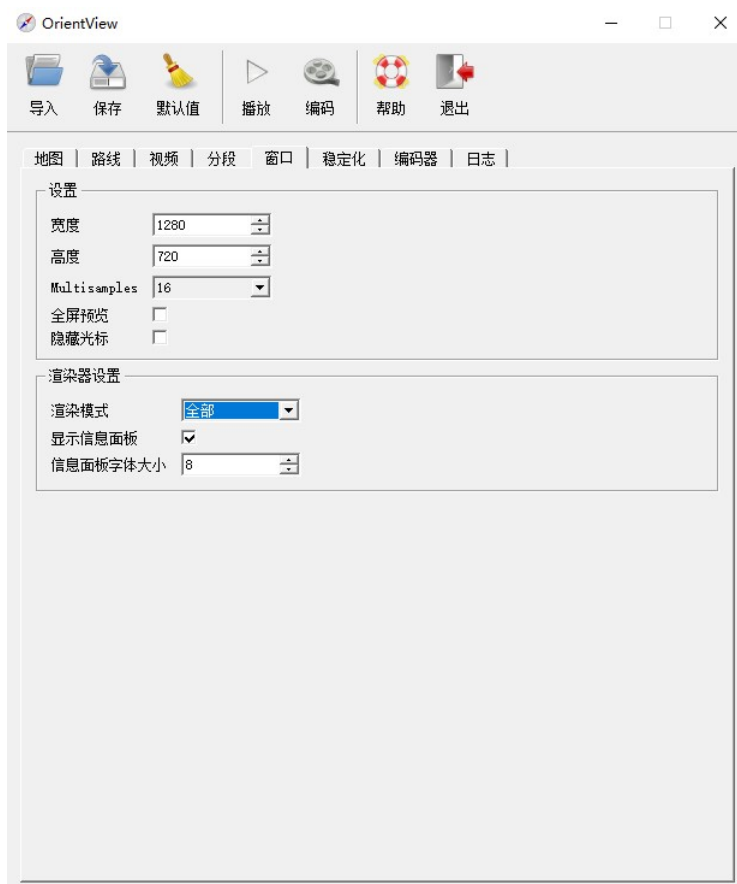 OrientView
导入 保存 默认值 播放 编码 帮助 退出
地图 路线 视频 分段 窗口 稳定化 编码器 日志
设置
宽度 1280
高度 720
Multisamples 16
全屏预览
隐藏光标
渲染器设置
渲染模式 全部
显示信息面板
信息面板字体大小 8